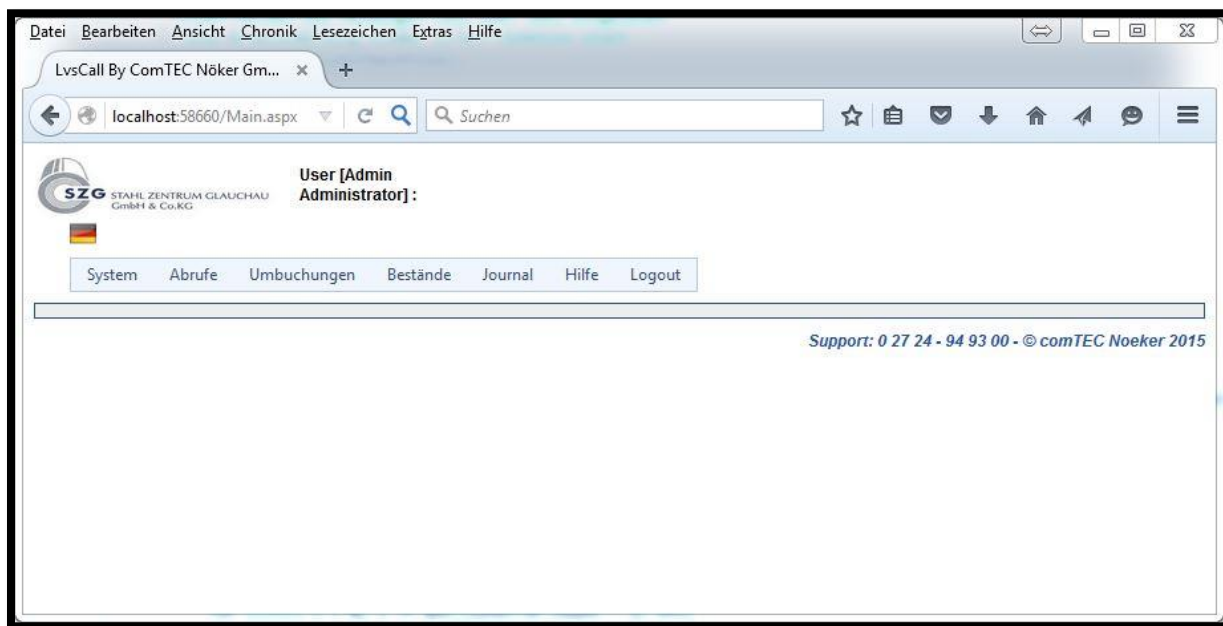 Datei Bearbeiten Ansicht Chronik Lesezeichen Extras Hilfe
LvsCall By ComTEC Nöker Gm...
localhost:58660/Main.aspx
Suchen
SZG STAHL ZENTRUM GLAUCHAU
GmbH & Co.KG
User [Admin
Administrator] :
System Abrufe Umbuchungen Bestände Journal Hilfe Logout
Support: 0 27 24 - 94 93 00 - © comTEC Noeker 2015